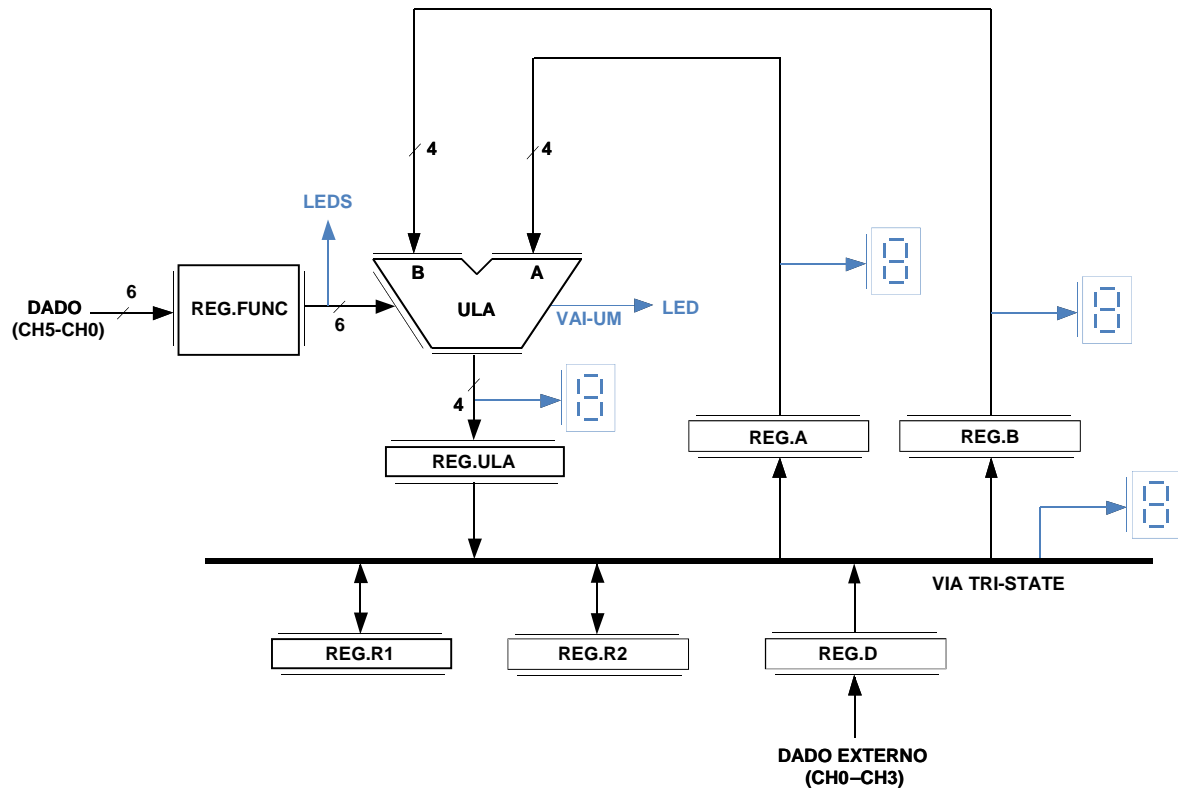 4
4
LEDS
B
A
6
DADO
(CH5-CH0)
REG.FUNC
6
ULA
VAI-UM
LED
4
REG.ULA
REG.A
REG.B
VIA TRI-STATE
REG.R1
REG.R2
REG.D
DADO EXTERNO
(CH0–CH3)